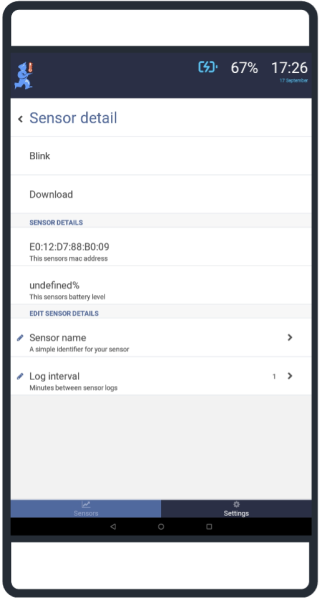 67% 17:26
17 September
Sensor detail
Blink
Download
SENSOR DETAILS
E0:12:D7:88:B0:09
This sensors mac address
undefined%
This sensors battery level
EDIT SENSOR DETAILS
Sensor name
A simple identifier for your sensor
Log interval 1
Minutes between sensor logs
Sensors Settings